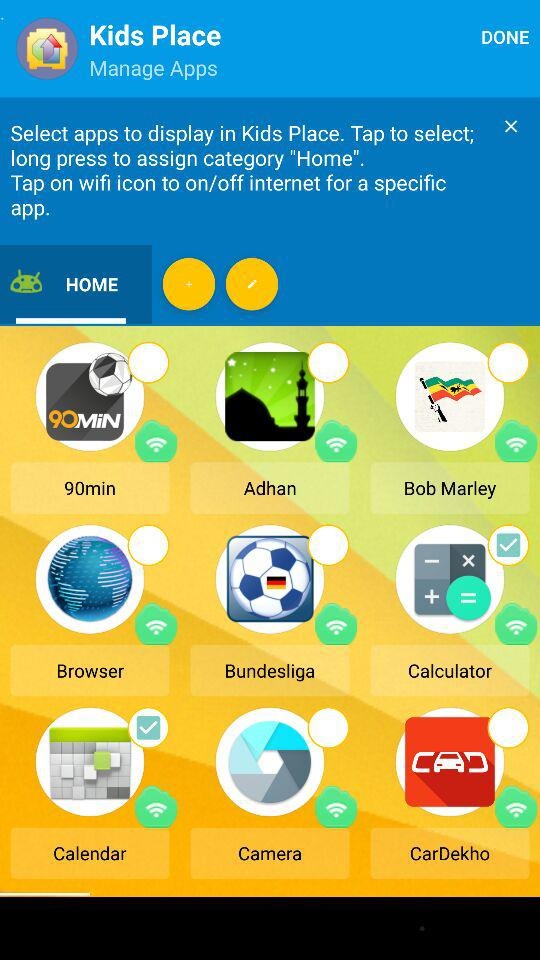 Kids Place
DONE
Manage Apps
Select apps to display in Kids Place. Tap to select;
long press to assign category "Home".
Tap on wifi icon to on/off internet for a specific
app.
HOME
90MiN
90min
Adhan
Bob Marley
Browser
Bundesliga
Calculator
Calendar
Camera
CarDekho